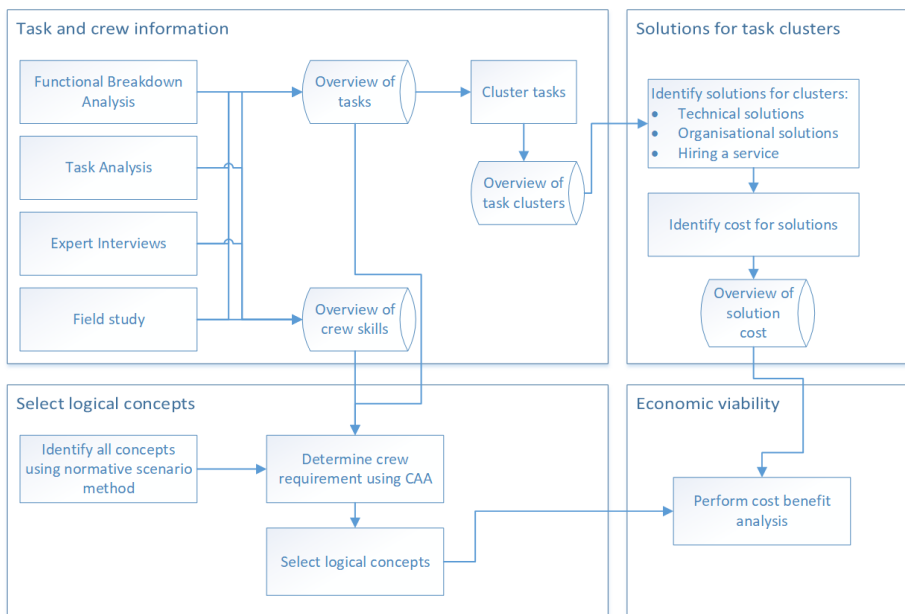 Task and crew information
Functional Breakdown
Analysis
Task Analysis
Expert Interviews
Field study
Overview of
tasks
Cluster tasks
Overview of
task clusters
Overview of
crew skills
Solutions for task clusters
Identify solutions for clusters:
• Technical solutions
• Organisational solutions
• Hiring a service
Identify cost for solutions
Overview of
solution
cost
Select logical concepts
Identify all concepts
using normative scenario
method
Determine crew
requirement using CAA
Select logical concepts
Economic viability
Perform cost benefit
analysis